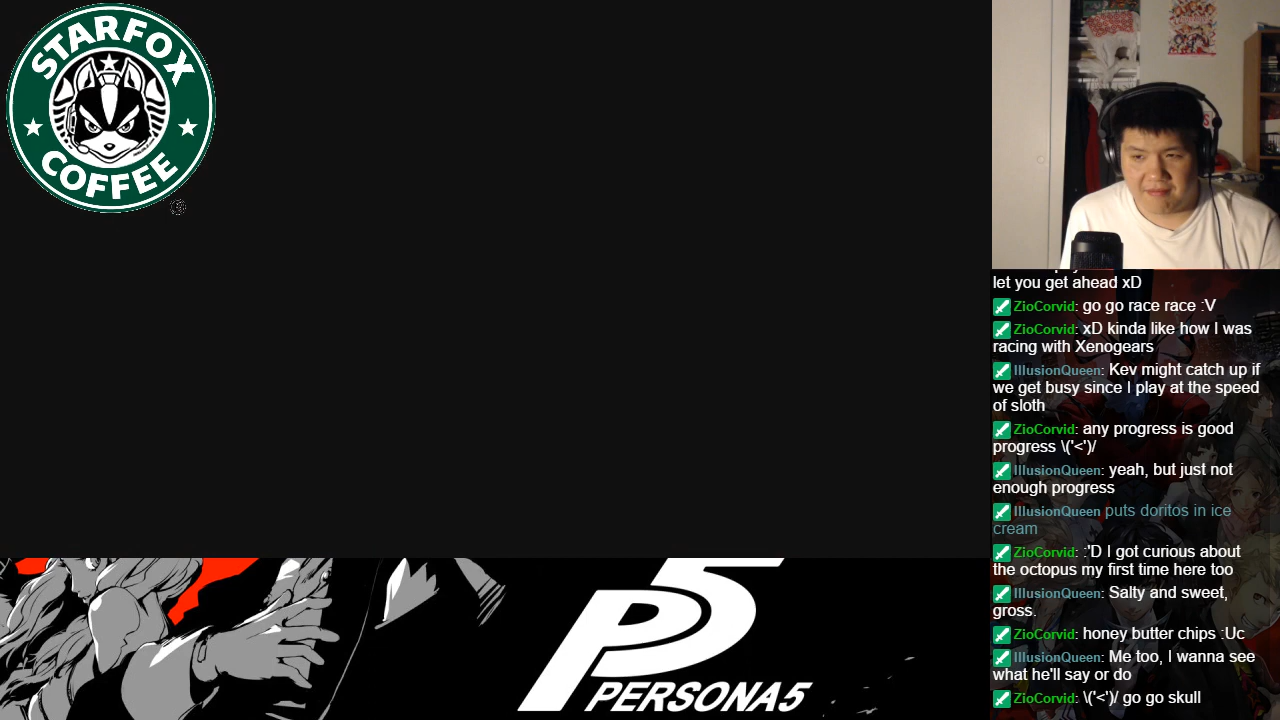 STARFOX
COFFEE
let you get ahead xD
ZioCorvid: go go race race :V
ZioCorvid: xD kinda like how I was
racing with Xenogears
IllusionQueen: Kev might catch up if
we get busy since I play at the speed
of sloth
ZioCorvid: any progress is good
progress \('<')/
IllusionQueen: yeah, but just not
enough progress
IllusionQueen puts doritos in ice
cream
ZioCorvid: :'D I got curious about
the octopus my first time here too
IllusionQueen: Salty and sweet,
gross.
ZioCorvid: honey butter chips :Uc
IllusionQueen: Me too, I wanna see
what he'll say or do
ZioCorvid: \('<')/ go go skull
P5
PERSONA5